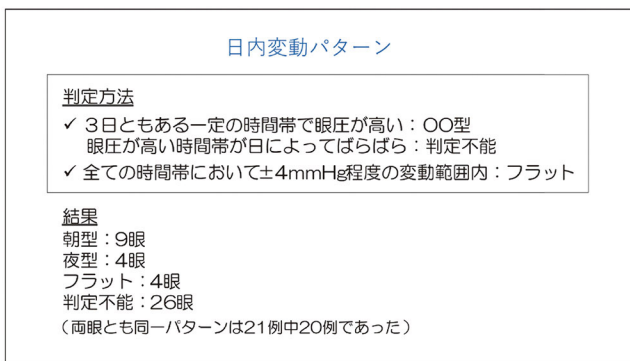 日内変動パターン
判定方法
✓ 3日ともある一定の時間帯で眼圧が高い：〇〇型
眼圧が高い時間帯が日によってばらばら：判定不能
✓ 全ての時間帯において±4mmHg程度の変動範囲内：フラット
結果
朝型：9眼
夜型：4眼
フラット：4眼
判定不能：26眼
（両眼とも同一パターンは21例中20例であった）